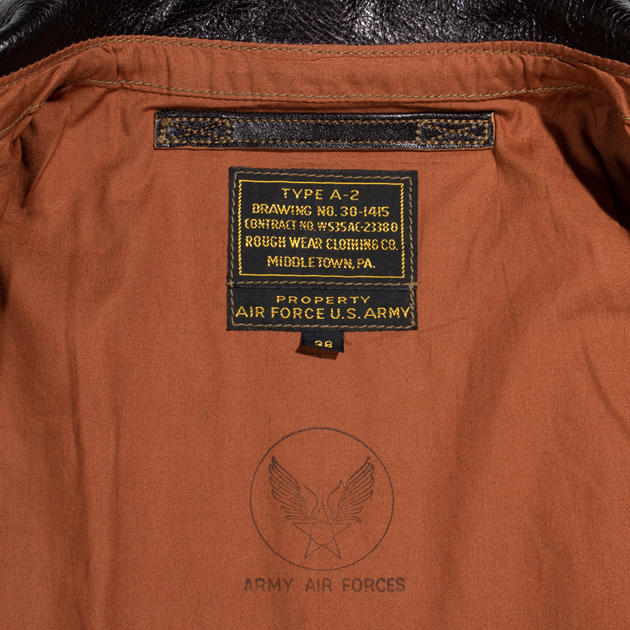 TYPE A-2
DRAWING NO. 30-1415
CONTRACT NO. W535AC-23380
ROUGH WEAR CLOTHING CO.
MIDDLETOWN, PA.
PROPERTY
AIR FORCE U.S. ARMY
38
ARMY AIR FORCES